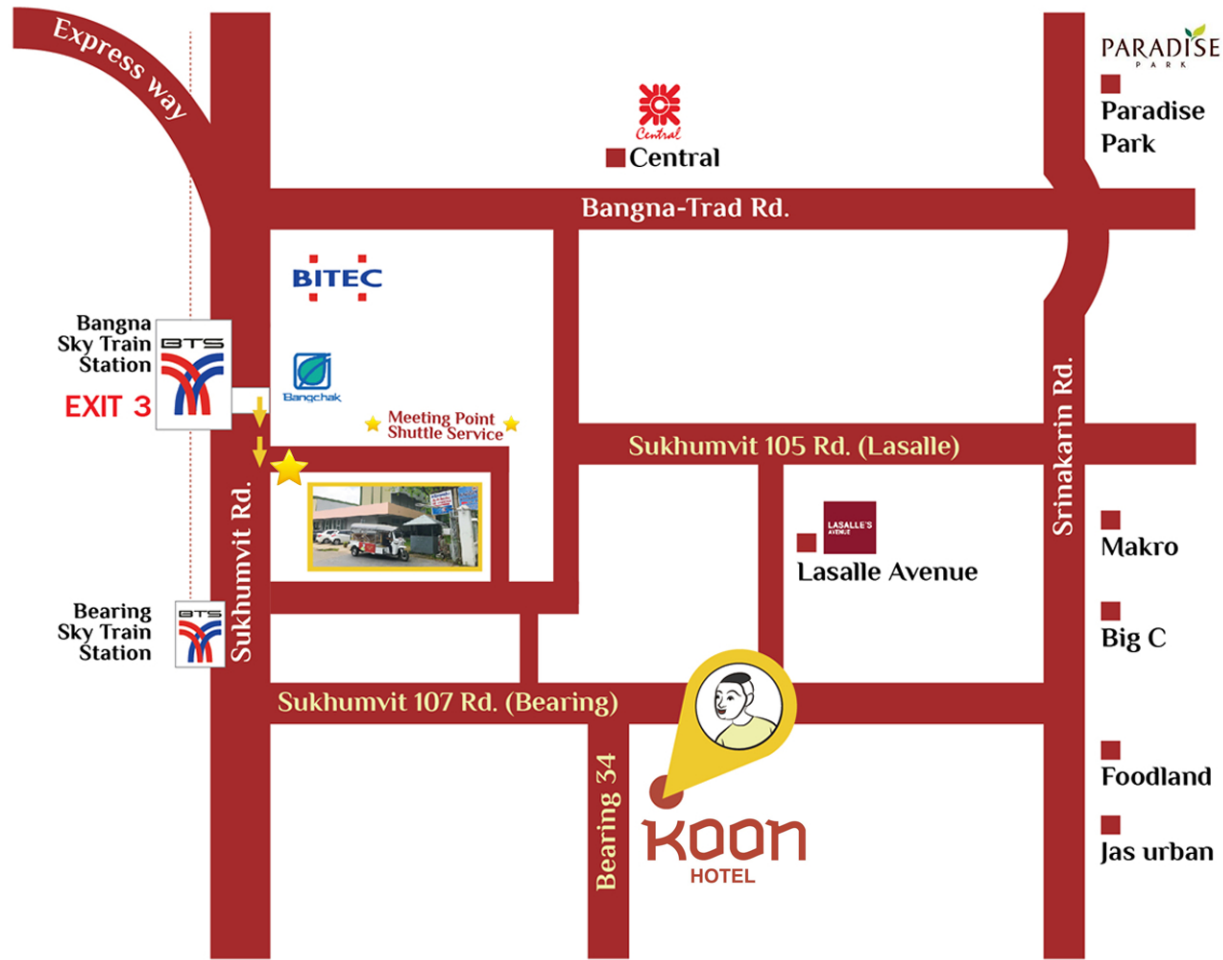 Express way
PARADISE
PARK
Paradise
Park
Central
Central
Bangna-Trad Rd.
BITEC
Bangna
Sky Train
Station
BTS
EXIT 3
Bangchak
Meeting Point
Shuttle Service
Sukhumvit 105 Rd. (Lasalle)
Srinakarin Rd.
Sukhumvit Rd.
LASALLE'S
AVENUE
Lasalle Avenue
Makro
Bearing
Sky Train
Station
BTS
Big C
Sukhumvit 107 Rd. (Bearing)
Bearing 34
Foodland
Jas urban
KOON
HOTEL